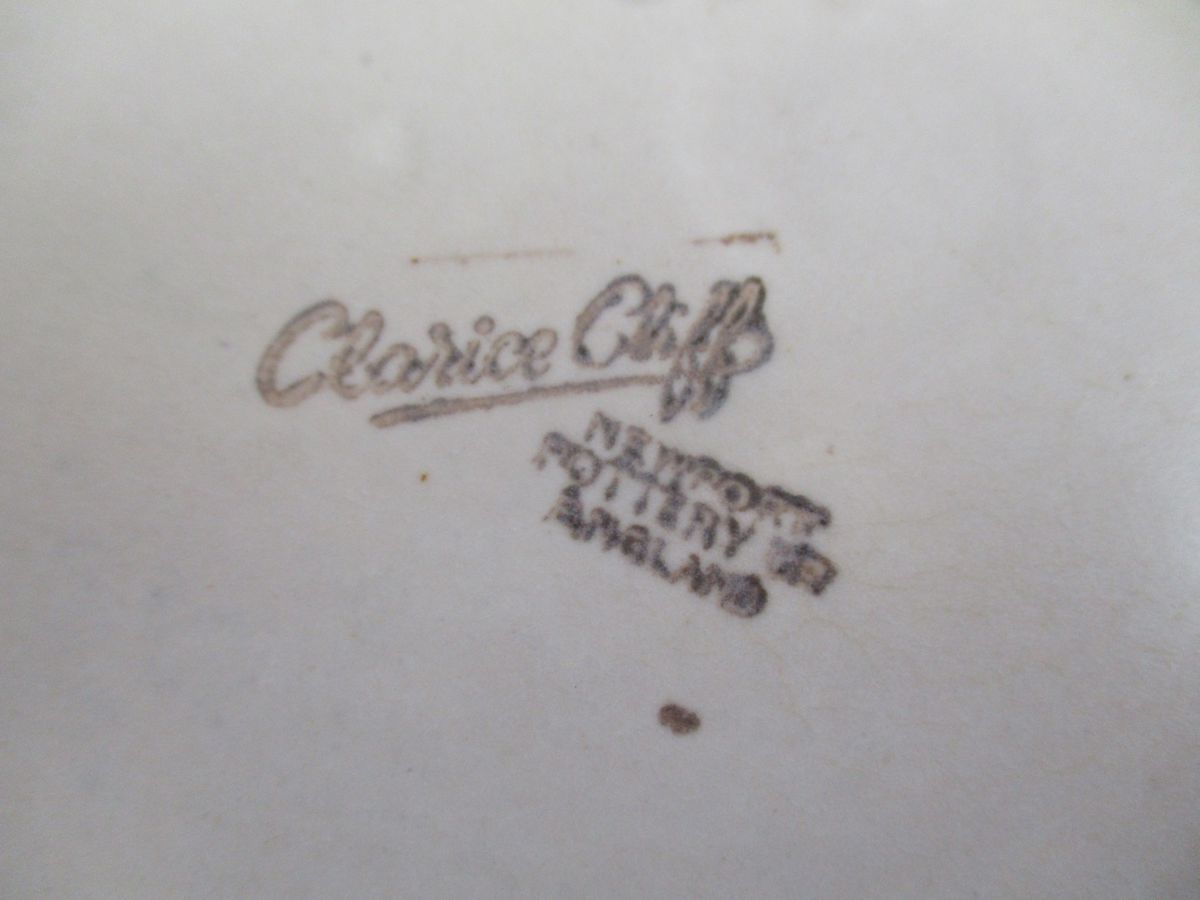 Clarice Cliff
NEWPORT
POTTERY
ENGLAND